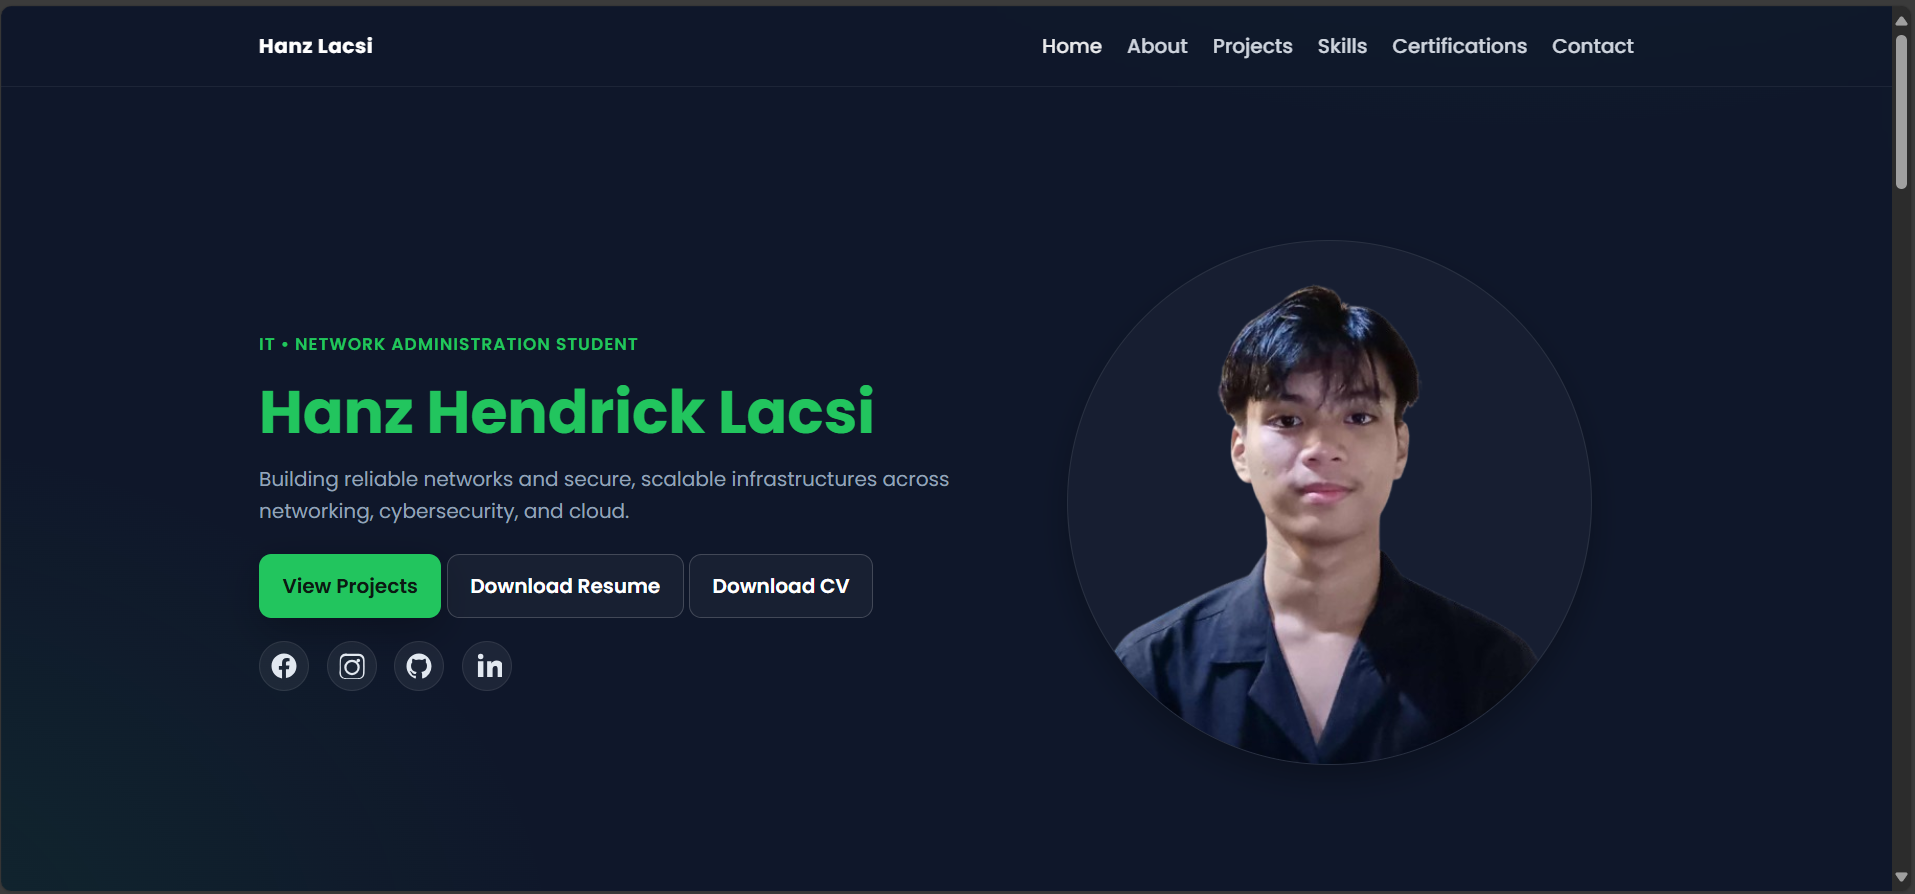 Hanz Lacsi
Home About Projects Skills Certifications Contact
IT • NETWORK ADMINISTRATION STUDENT
Hanz Hendrick Lacsi
Building reliable networks and secure, scalable infrastructures across
networking, cybersecurity, and cloud.
View Projects Download Resume Download CV